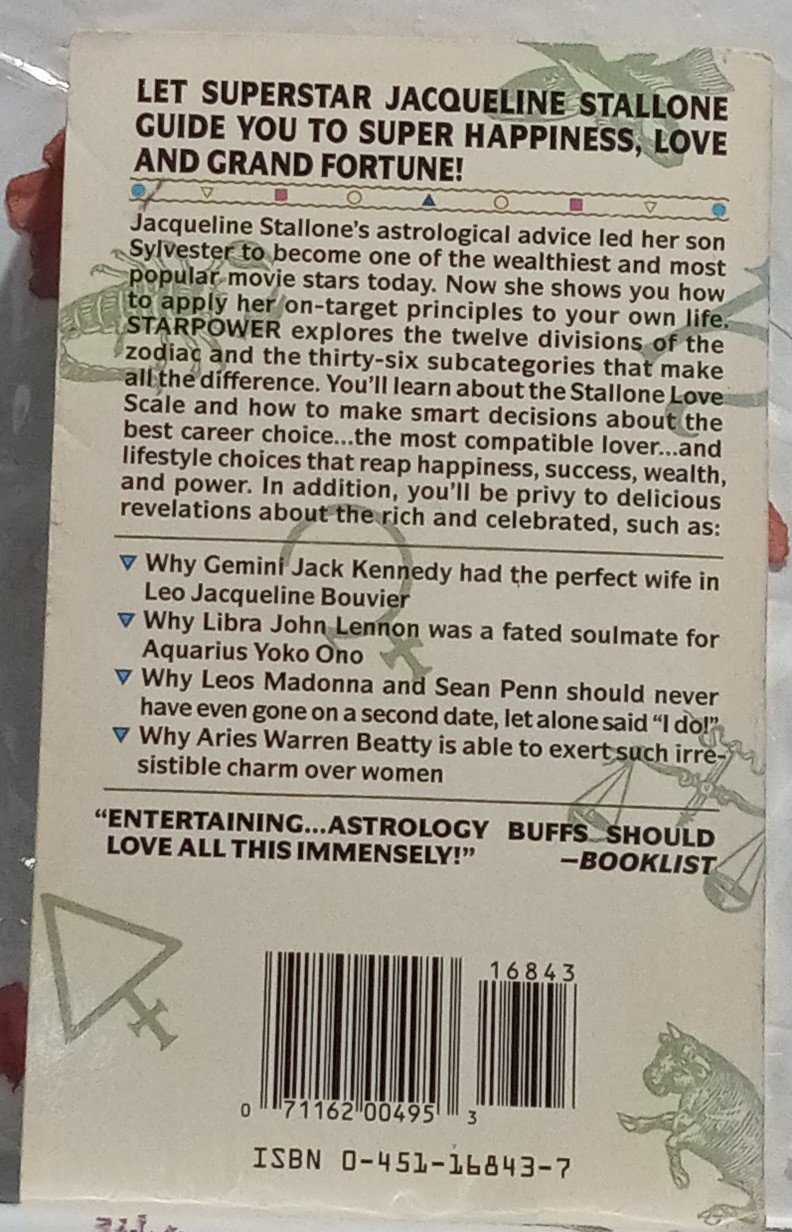 LET SUPERSTAR JACQUELINE STALLONE
GUIDE YOU TO SUPER HAPPINESS, LOVE
AND GRAND FORTUNE!
Jacqueline Stallone's astrological advice led her son
Sylvester to become one of the wealthiest and most
popular movie stars today. Now she shows you how
to apply her on-target principles to your own life.
STARPOWER explores the twelve divisions of the
zodiac and the thirty-six subcategories that make
all the difference. You'll learn about the Stallone Love
Scale and how to make smart decisions about the
best career choice...the most compatible lover...and
lifestyle choices that reap happiness, success, wealth,
and power. In addition, you'll be privy to delicious
revelations about the rich and celebrated, such as:
Why Gemini Jack Kennedy had the perfect wife in
Leo Jacqueline Bouvier
Why Libra John Lennon was a fated soulmate for
Aquarius Yoko Ono
Why Leos Madonna and Sean Penn should never
have even gone on a second date, let alone said “I do!”
Why Aries Warren Beatty is able to exert such irre-
sistible charm over women
“ENTERTAINING...ASTROLOGY BUFFS SHOULD
LOVE ALL THIS IMMENSELY!” —BOOKLIST
16843
0 71162 00495 3
ISBN 0-451-16843-7